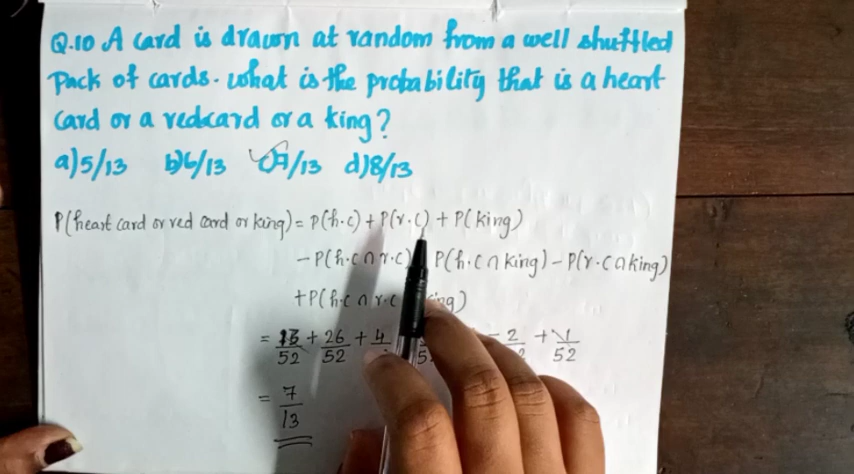 Q.10 A card is drawn at random from a well shuffled
Pack of cards. what is the probability that is a heart
Card or a redcard or a king?
a) 5/13 b) 6/13 c) 7/13 d) 8/13
P(heart card or red card or king) = P(h.c) + P(r.c) + P(king)
- P(h.c ∩ r.c) P(h.c ∩ king) - P(r.c ∩ king)
+ P(h.c ∩ r.c
= 13/52 + 26/52 + 4 2 + 1/52
= 7/13